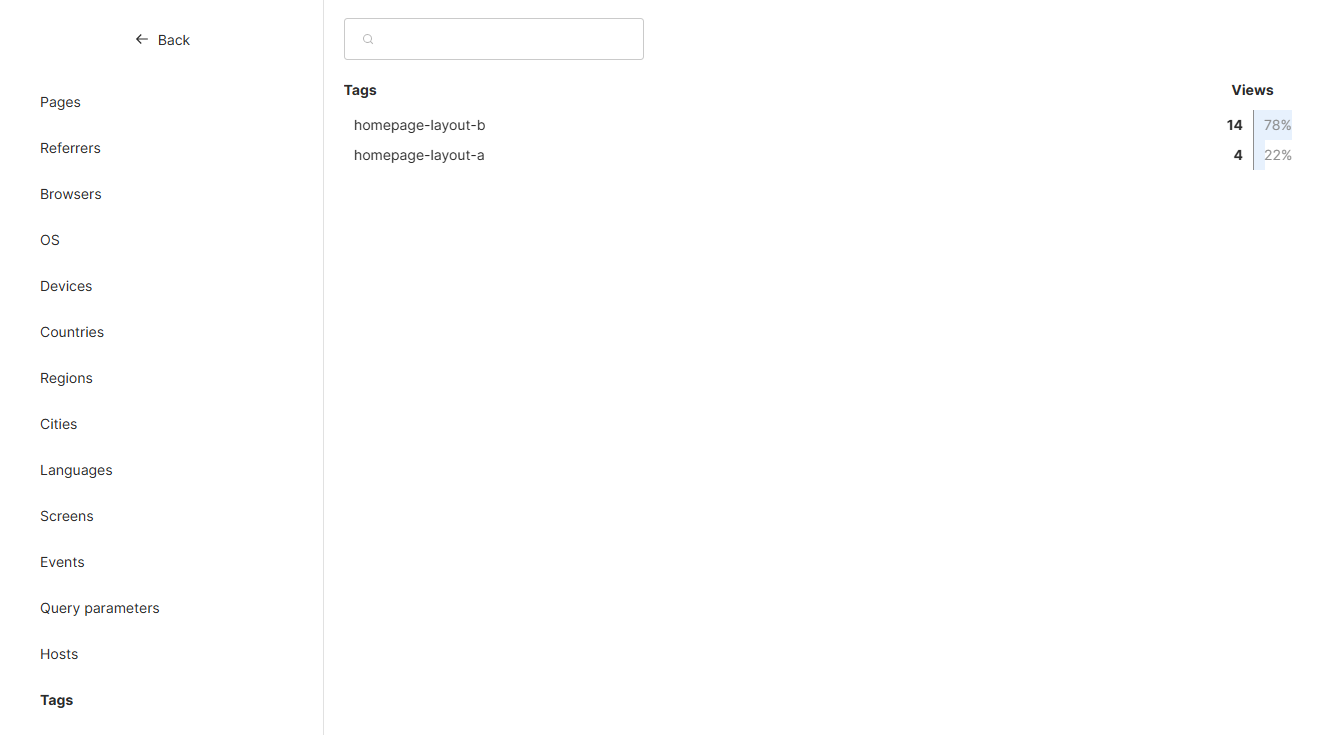 Back
Pages
Referrers
Browsers
OS
Devices
Countries
Regions
Cities
Languages
Screens
Events
Query parameters
Hosts
Tags
Tags Views
homepage-layout-b 14 78%
homepage-layout-a 4 22%